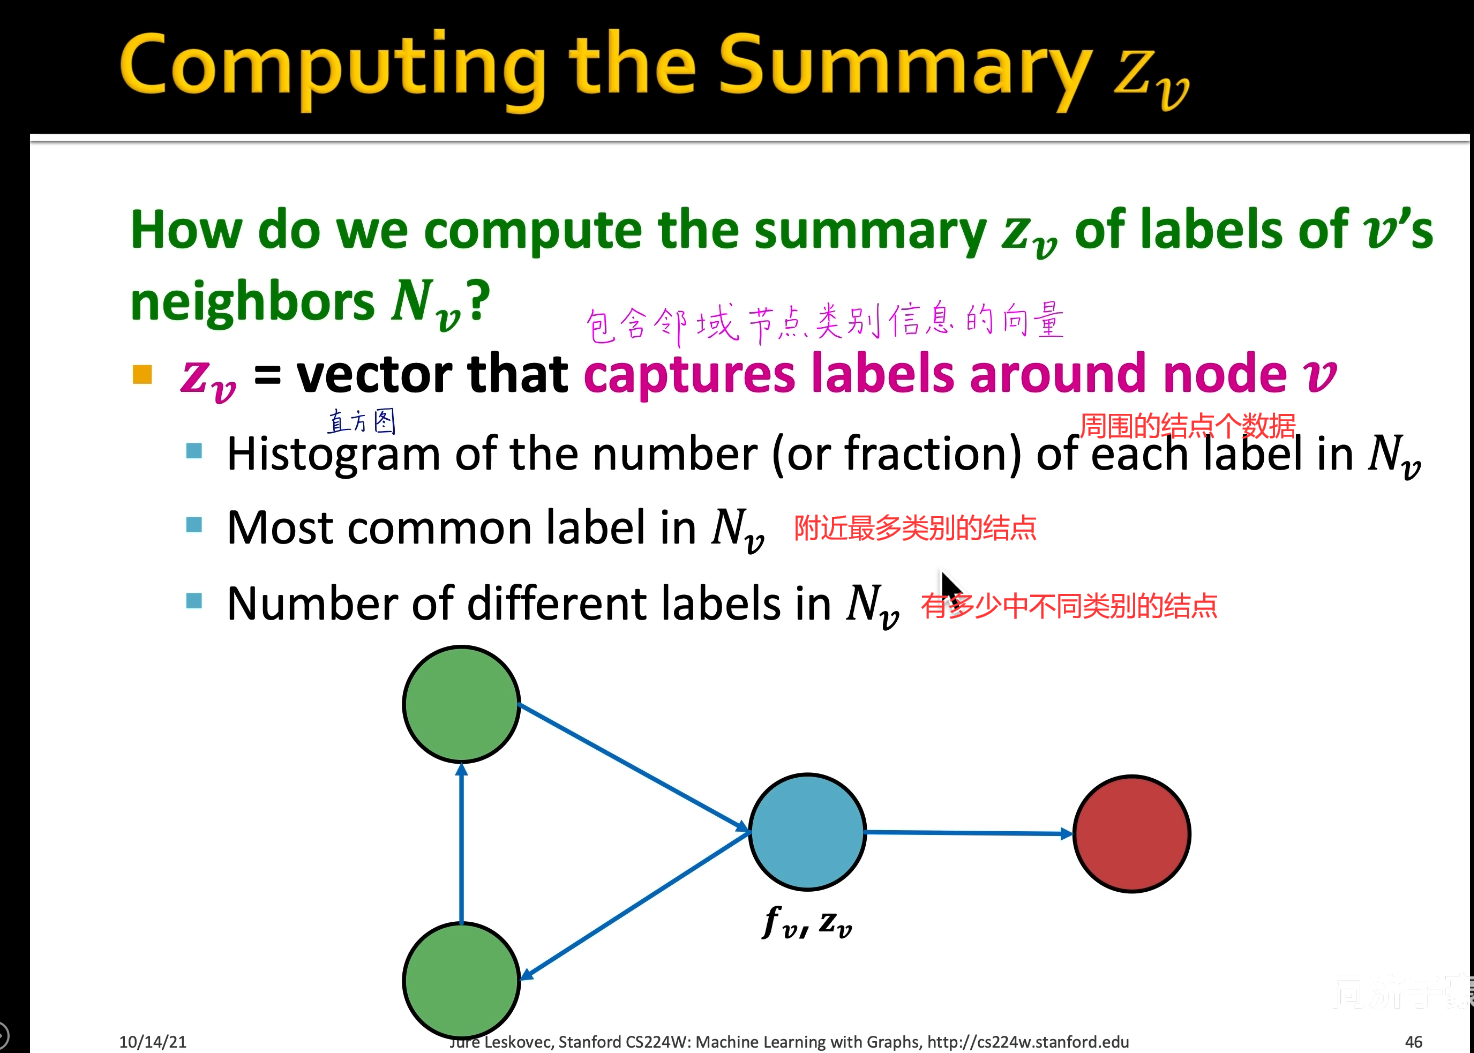 Computing the Summary z_v
How do we compute the summary z_v of labels of v's
neighbors N_v?
包含邻域节点类别信息的向量
z_v = vector that captures labels around node v
直方图
周围的结点个数据
Histogram of the number (or fraction) of each label in N_v
Most common label in N_v 附近最多类别的结点
Number of different labels in N_v 有多少中不同类别的结点
f_v, z_v
10/14/21
Jure Leskovec, Stanford CS224W: Machine Learning with Graphs, http://cs224w.stanford.edu
46